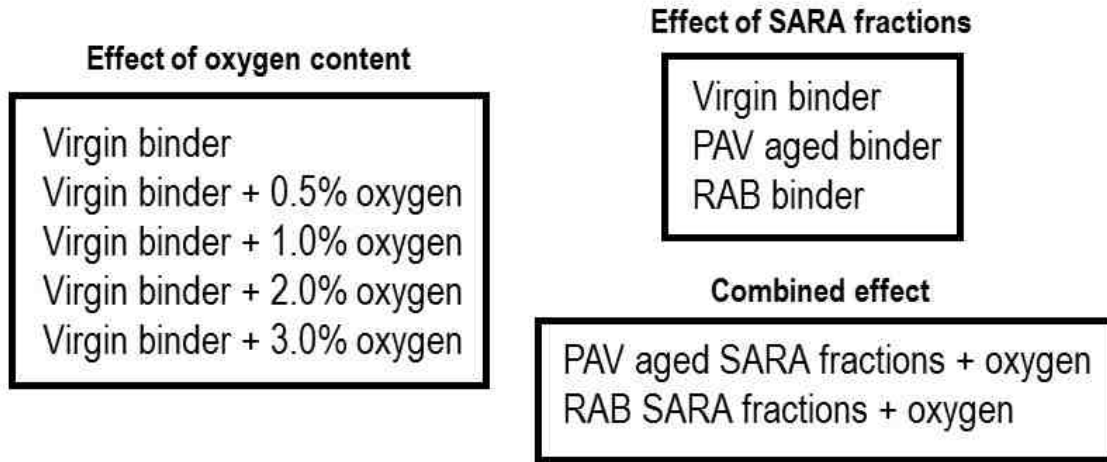 Effect of oxygen content
Virgin binder
Virgin binder + 0.5% oxygen
Virgin binder + 1.0% oxygen
Virgin binder + 2.0% oxygen
Virgin binder + 3.0% oxygen
Effect of SARA fractions
Virgin binder
PAV aged binder
RAB binder
Combined effect
PAV aged SARA fractions + oxygen
RAB SARA fractions + oxygen